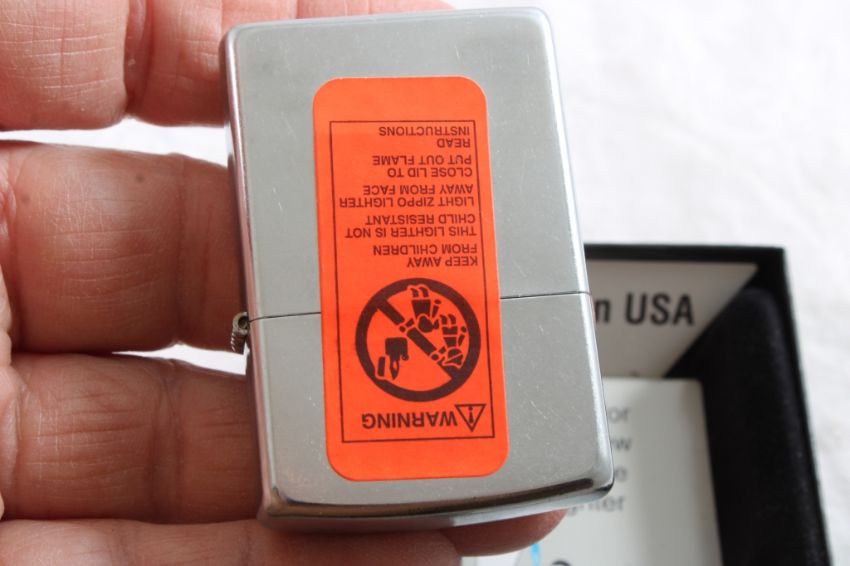 WARNING
KEEP AWAY
FROM CHILDREN
THIS LIGHTER IS NOT
CHILD RESISTANT
LIGHT ZIPPO LIGHTER
AWAY FROM FACE
CLOSE LID TO
PUT OUT FLAME
READ
INSTRUCTIONS
USA
or